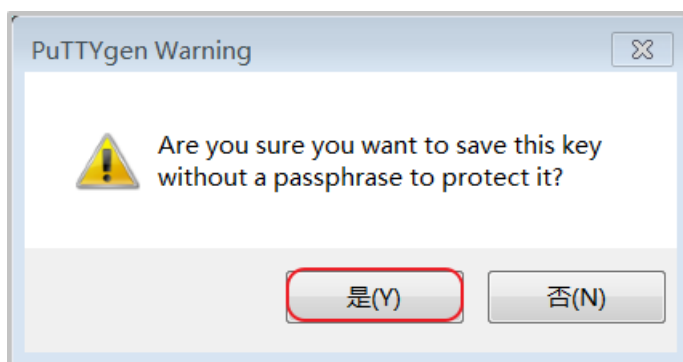 PuTTYgen Warning
Are you sure you want to save this key
without a passphrase to protect it?
是(Y)
否(N)